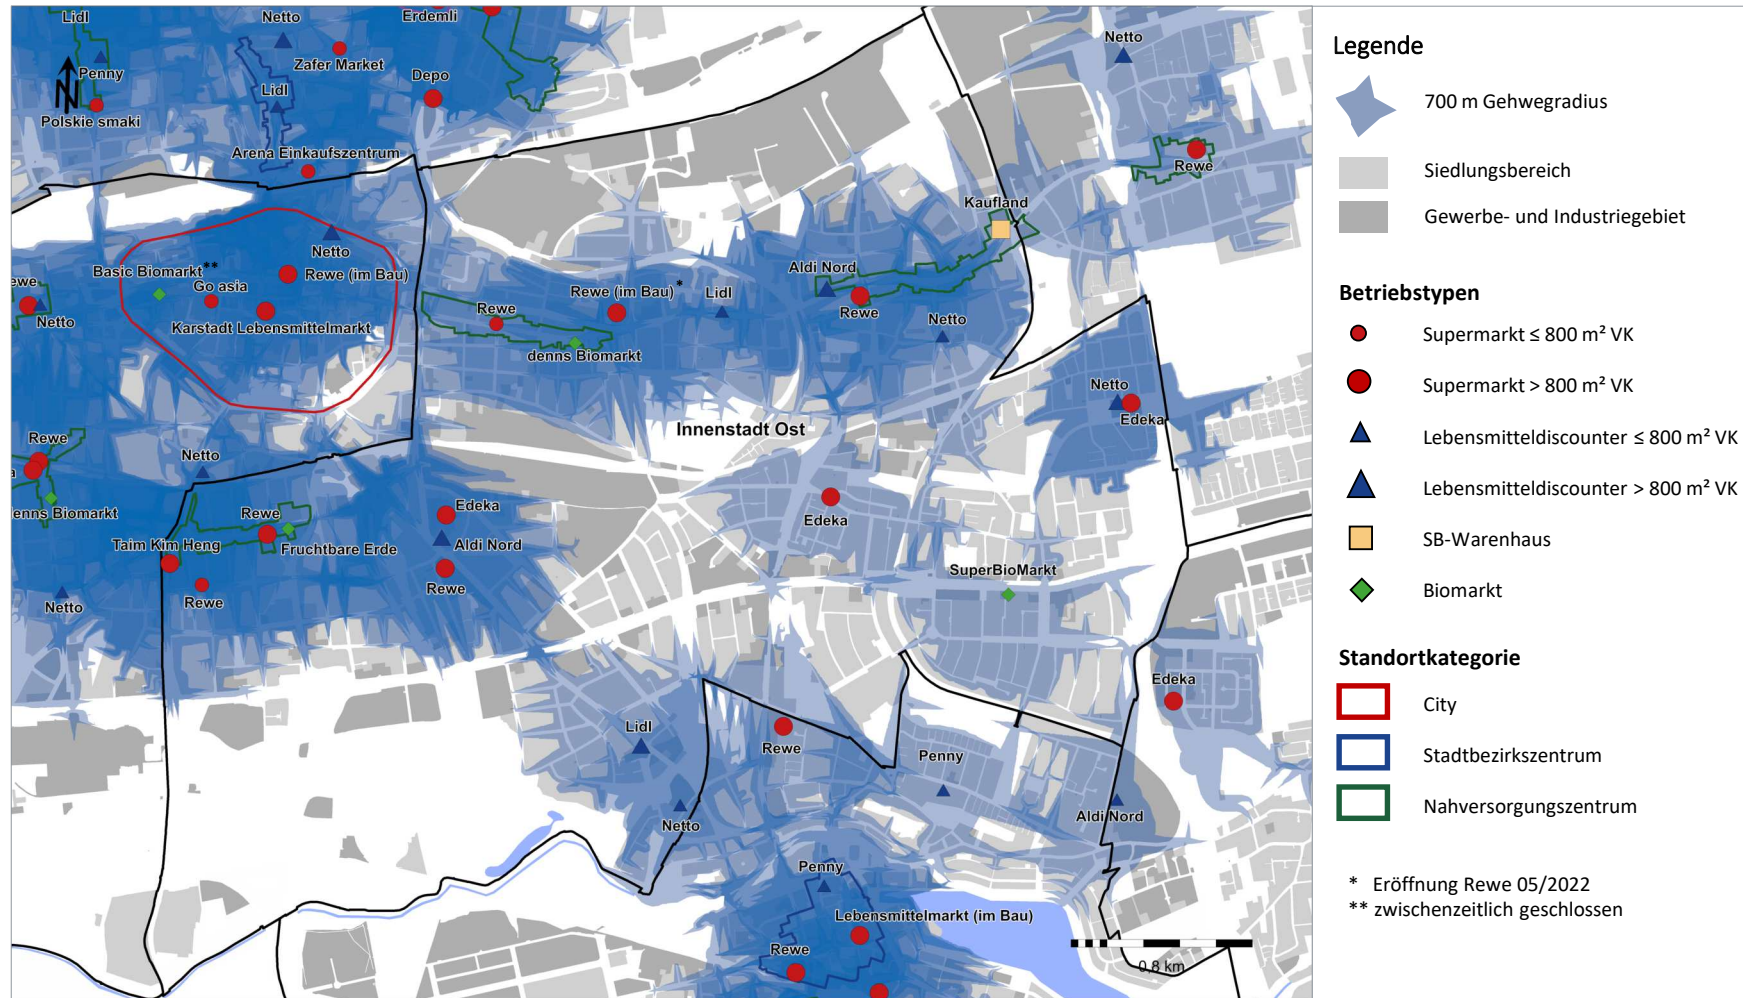 Lidl
Netto
Erdemli
Netto
Zafer Market
Penny
Depo
Lidl
Polskie smaki
Arena Einkaufszentrum
Rewe
Kaufland
Netto
Basic Biomarkt**
Rewe (im Bau)
Go asia
Aldi Nord
Rewe (im Bau)*
Lidl
Netto
Rewe
Rewe
Netto
Karstadt Lebensmittelmarkt
denns Biomarkt
Netto
Edeka
Innenstadt Ost
Rewe
Netto
Edeka
denns Biomarkt
Rewe
Edeka
Taim Kim Heng
Fruchtbare Erde
Aldi Nord
SuperBioMarkt
Rewe
Rewe
Netto
Edeka
Lidl
Rewe
Penny
Netto
Aldi Nord
Penny
Lebensmittelmarkt (im Bau)
Rewe
0,8 km
Legende
700 m Gehwegradius
Siedlungsbereich
Gewerbe- und Industriegebiet
Betriebstypen
Supermarkt ≤ 800 m² VK
Supermarkt > 800 m² VK
Lebensmitteldiscounter ≤ 800 m² VK
Lebensmitteldiscounter > 800 m² VK
SB-Warenhaus
Biomarkt
Standortkategorie
City
Stadtbezirkszentrum
Nahversorgungszentrum
* Eröffnung Rewe 05/2022
** zwischenzeitlich geschlossen